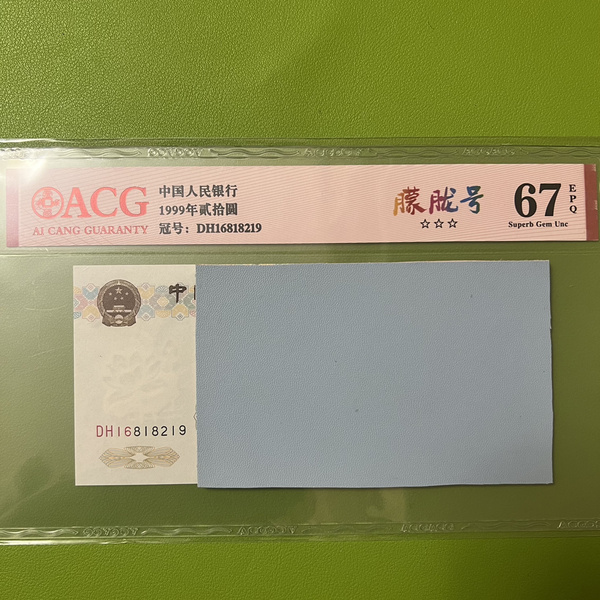 ACG
AI CANG GUARANTY
中国人民银行
1999年贰拾圆
冠号: DH16818219
朦胧号
☆☆☆
67
EPQ
Superb Gem Unc
中
DH16818219